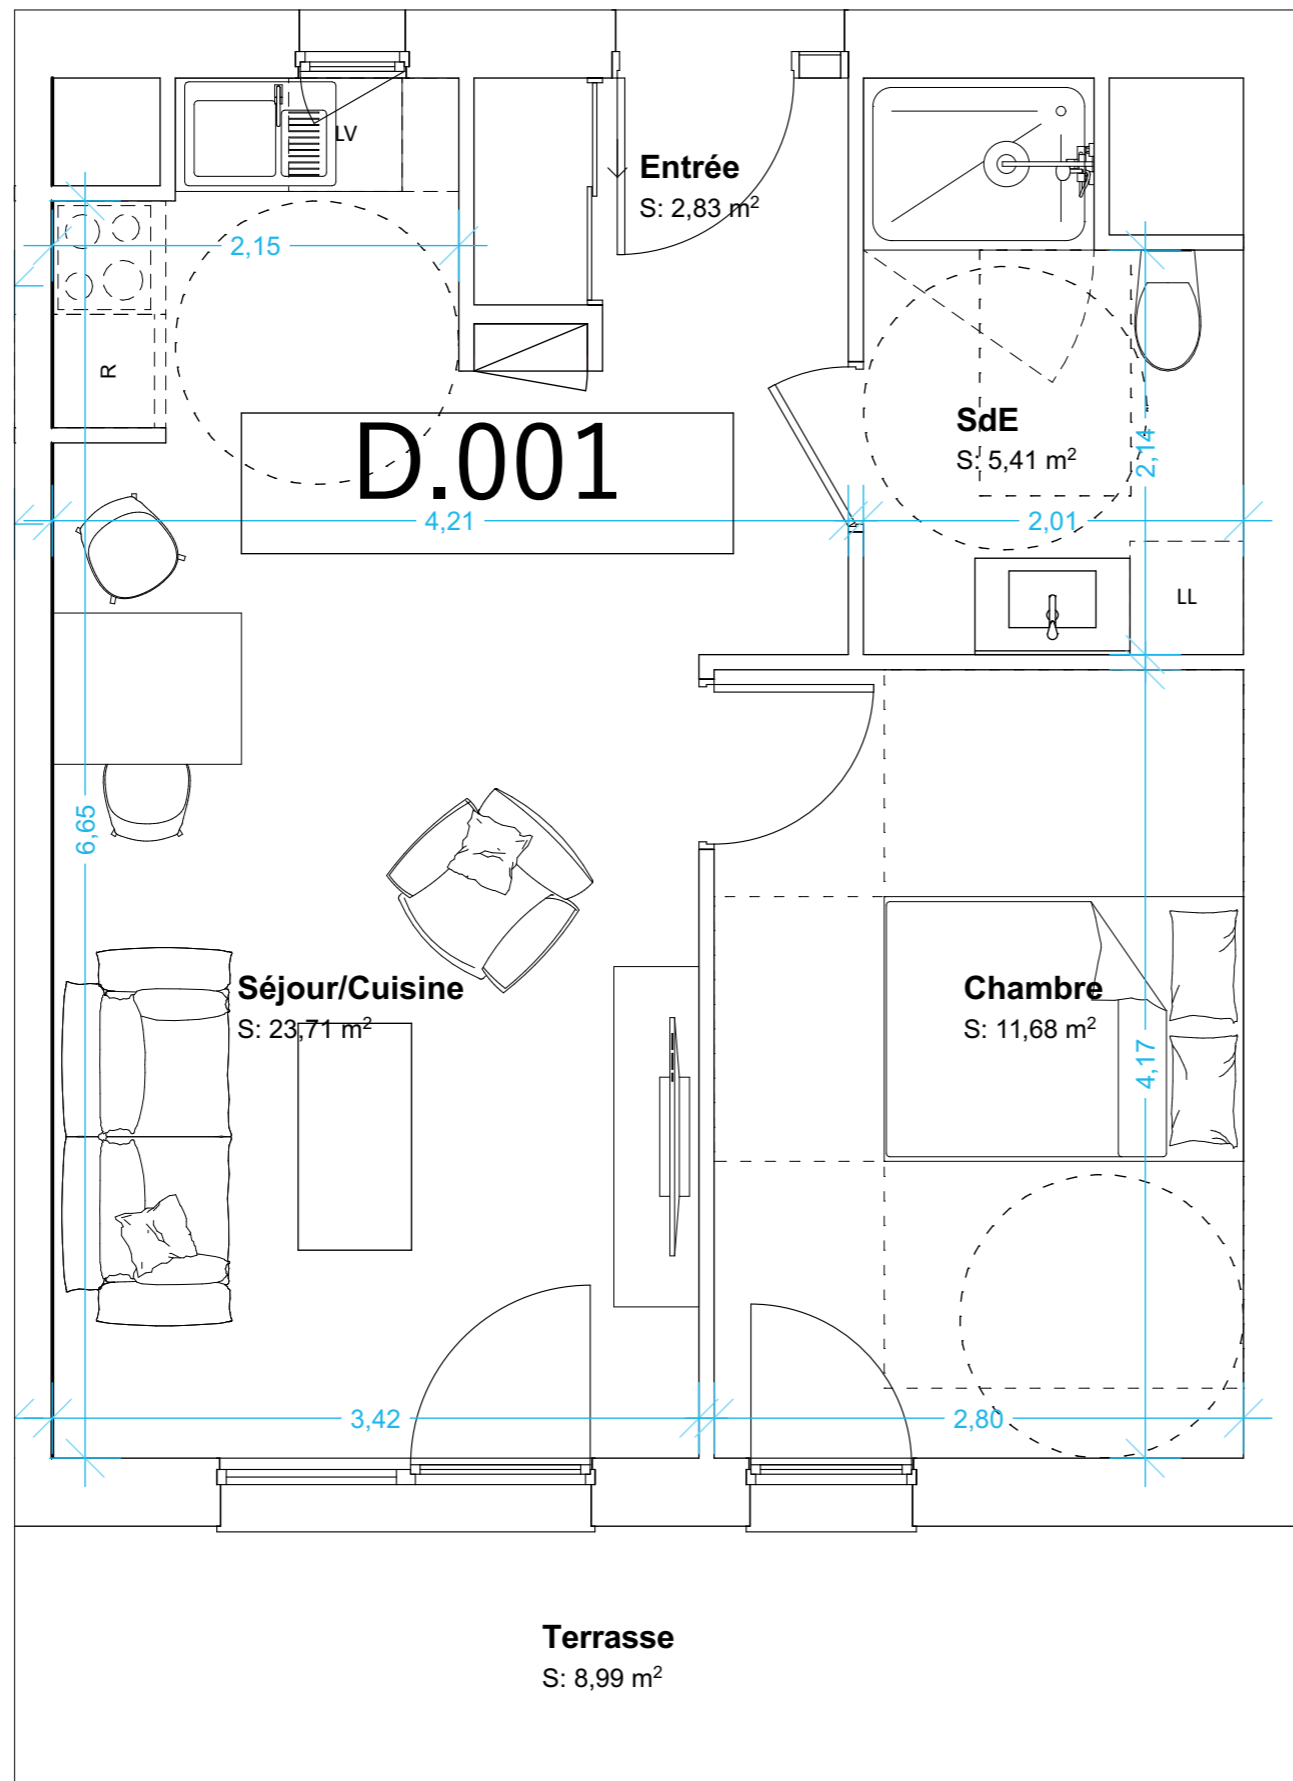 LV
Entrée
S: 2,83 m²
2,15
R
D.001
SdE
S: 5,41 m²
2,14
4,21
2,01
LL
6,65
Séjour/Cuisine
S: 23,71 m²
Chambre
S: 11,68 m²
4,17
3,42
2,80
Terrasse
S: 8,99 m²